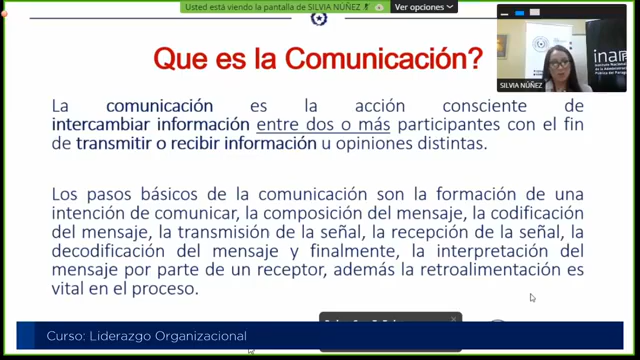 Usted está viendo la pantalla de SILVIA NÚÑEZ
Ver opciones
Que es la Comunicación?
SILVIA NÚÑEZ
La comunicación es la acción consciente de
intercambiar información entre dos o más participantes con el fin
de transmitir o recibir información u opiniones distintas.
Los pasos básicos de la comunicación son la formación de una
intención de comunicar, la composición del mensaje, la codificación
del mensaje, la transmisión de la señal, la recepción de la señal, la
decodificación del mensaje y finalmente, la interpretación del
mensaje por parte de un receptor, además la retroalimentación es
vital en el proceso.
Curso: Liderazgo Organizacional